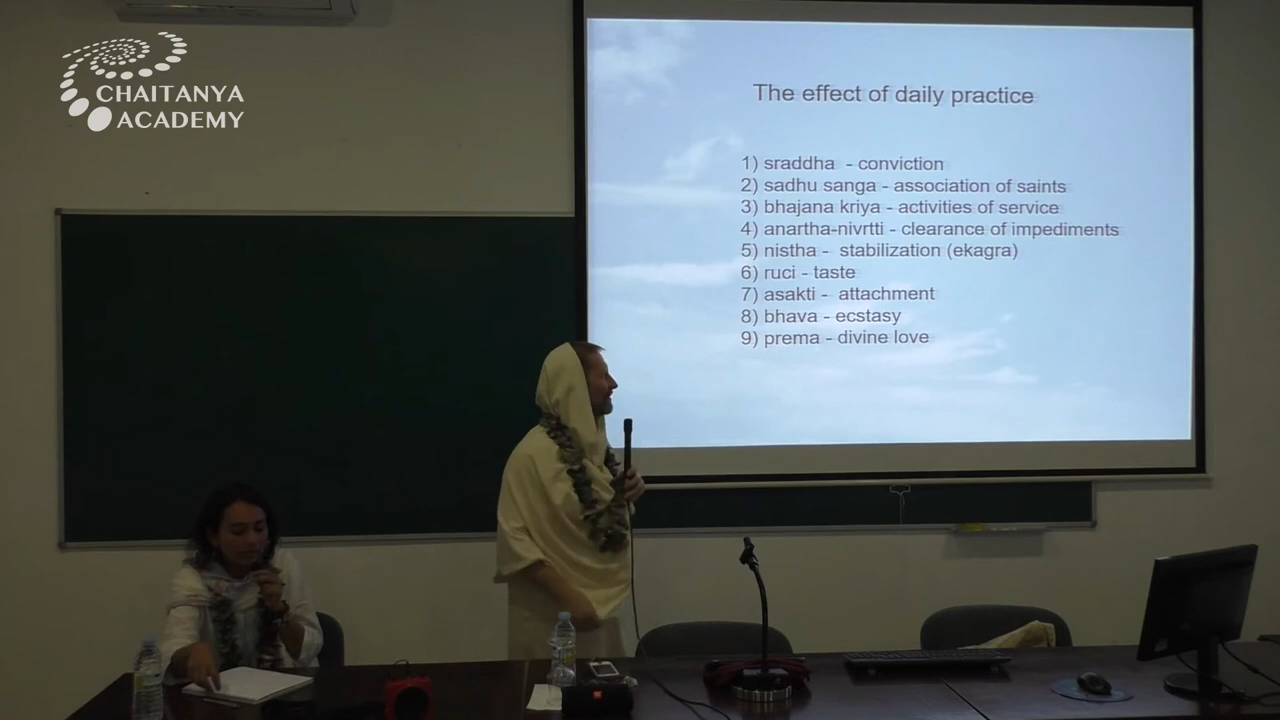 CHAITANYA
ACADEMY
The effect of daily practice
1) sraddha - conviction
2) sadhu sanga - association of saints
3) bhajana kriya - activities of service
4) anartha-nivrtti - clearance of impediments
5) nistha - stabilization (ekagra)
6) ruci - taste
7) asakti - attachment
8) bhava - ecstasy
9) prema - divine love